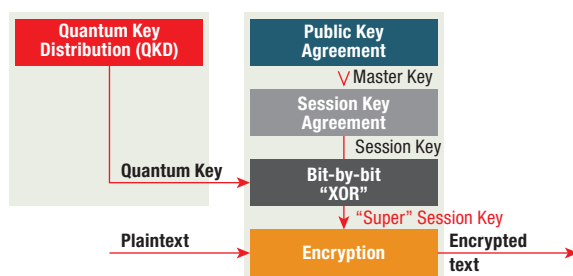 Quantum Key
Distribution (QKD)
Public Key
Agreement
Master Key
Session Key
Agreement
Session Key
Quantum Key
Bit-by-bit
“XOR”
“Super” Session Key
Plaintext
Encryption
Encrypted
text